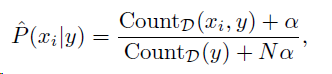 P̂(xᵢ|y) = (Count_𝒟(xᵢ, y) + α) / (Count_𝒟(y) + Nα),